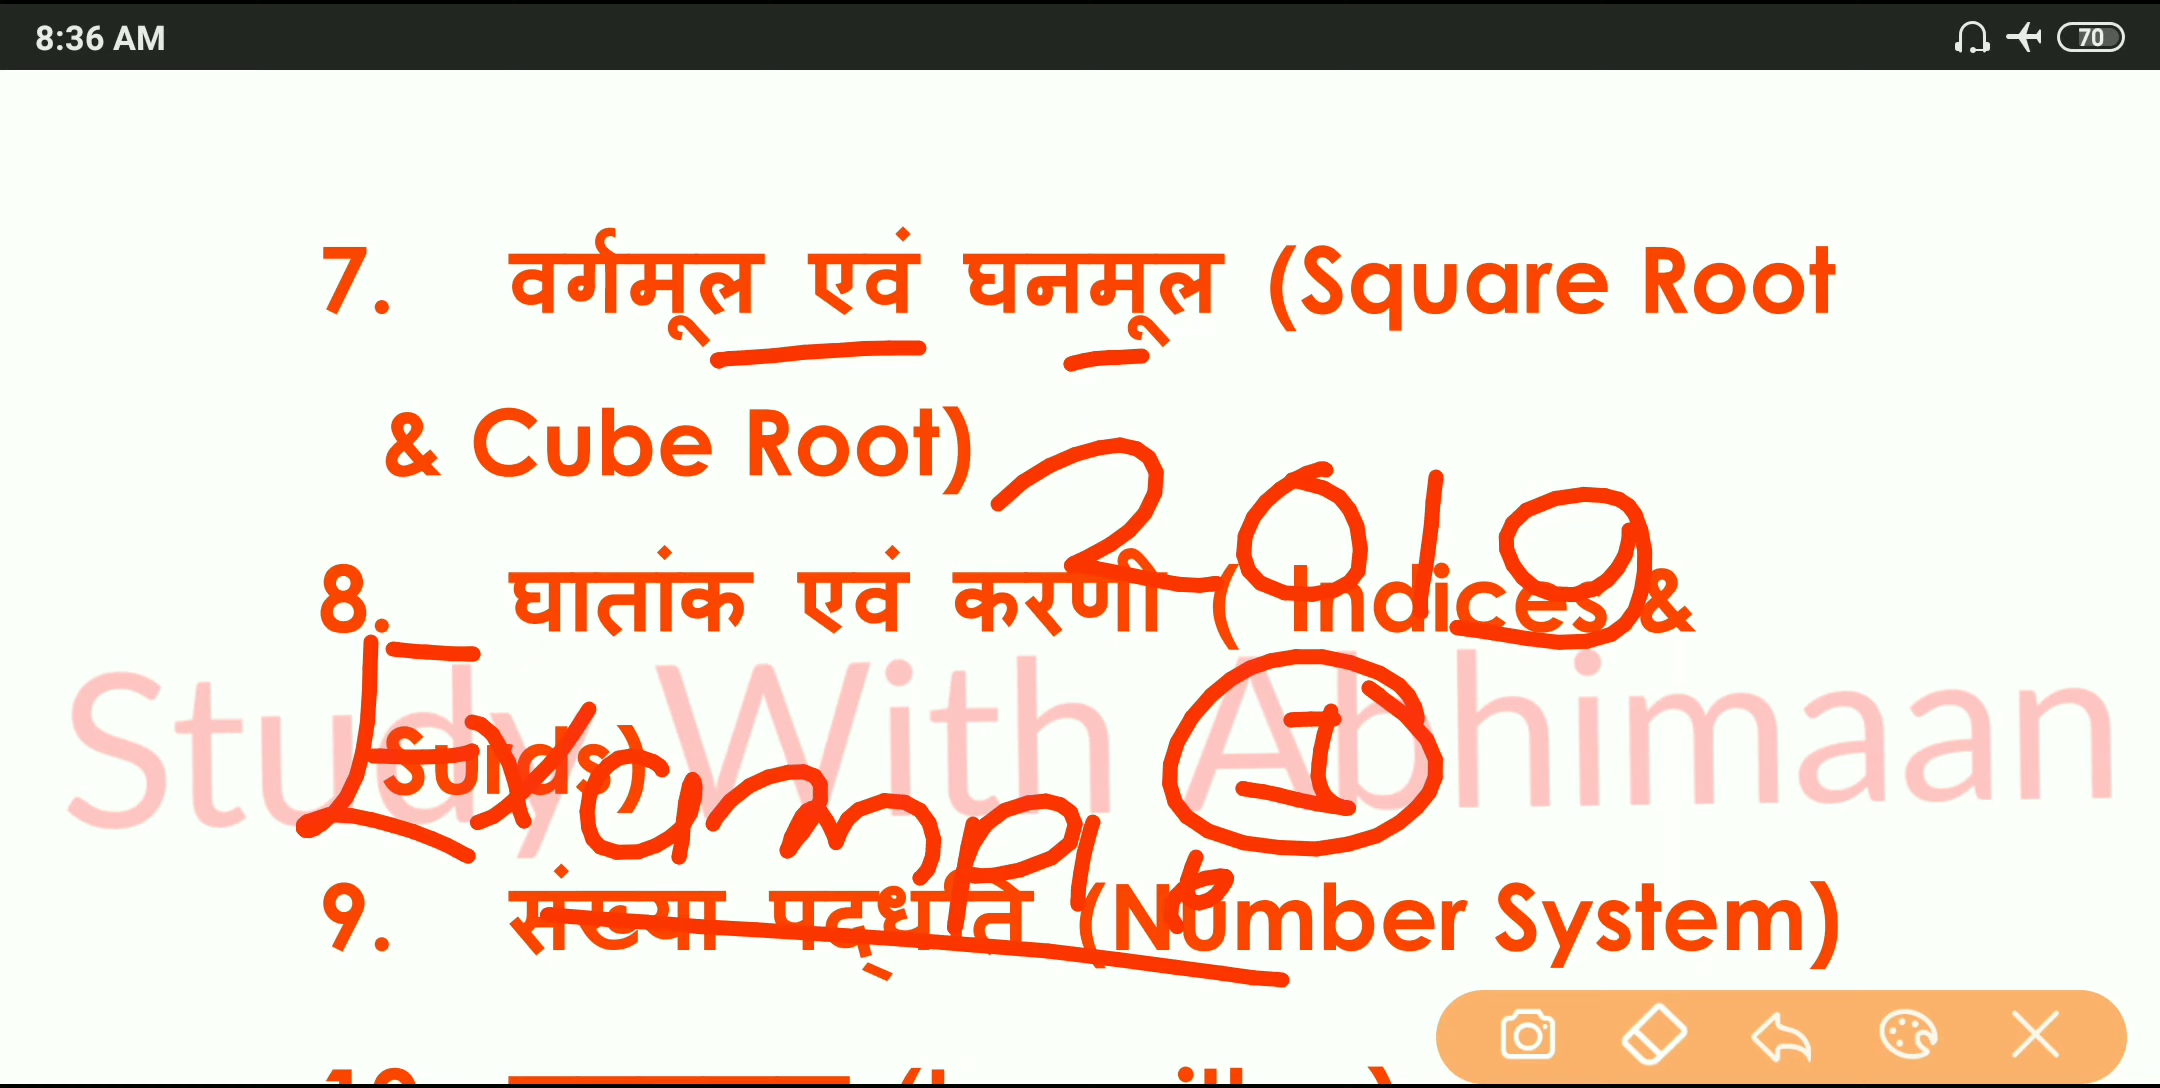 8:36 AM 70
7. वर्गमूल एवं घनमूल (Square Root
& Cube Root)
2019
8. घातांक एवं करणी ( Indices &
Surds)
Study With Abhimaan
Example I
9. संख्या पद्धति (Number System)